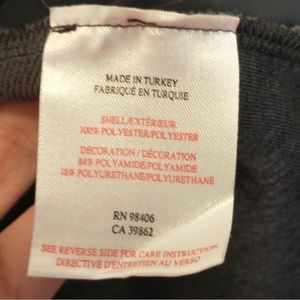 MADE IN TURKEY
FABRIQUÉ EN TURQUIE
SHELL/EXTÉRIEUR:
100% POLYESTER/POLYESTER
DECORATION / DÉCORATION
84% POLYAMIDE/POLYAMIDE
16% POLYURETHANE/POLYURETHANE
RN 98406
CA 39862
SEE REVERSE SIDE FOR CARE INSTRUCTION
DIRECTIVE D'ENTRETIEN AU VERSO